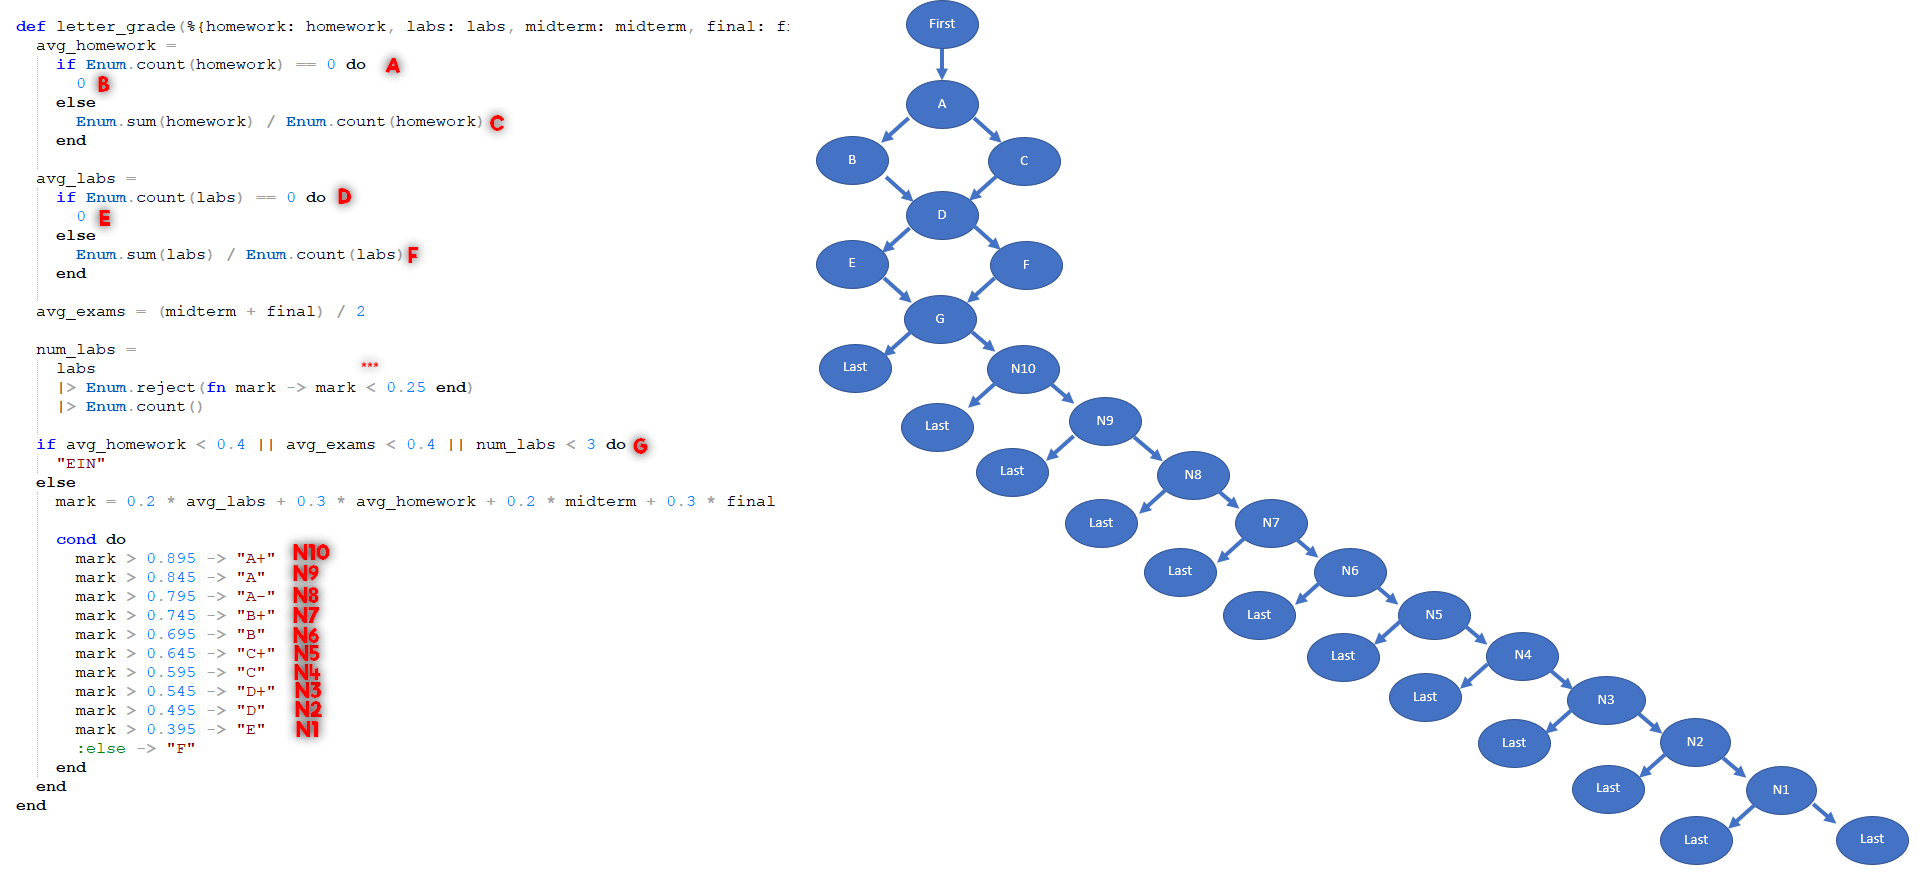 def letter_grade(%{homework: homework, labs: labs, midterm: midterm, final: fi
avg_homework =
if Enum.count(homework) == 0 do A
0 B
else
Enum.sum(homework) / Enum.count(homework) C
end
avg_labs =
if Enum.count(labs) == 0 do D
0 E
else
Enum.sum(labs) / Enum.count(labs) F
end
avg_exams = (midterm + final) / 2
num_labs =
labs ***
|> Enum.reject(fn mark -> mark < 0.25 end)
|> Enum.count()
if avg_homework < 0.4 || avg_exams < 0.4 || num_labs < 3 do G
"EIN"
else
mark = 0.2 * avg_labs + 0.3 * avg_homework + 0.2 * midterm + 0.3 * final
cond do
mark > 0.895 -> "A+" N10
mark > 0.845 -> "A" N9
mark > 0.795 -> "A-" N8
mark > 0.745 -> "B+" N7
mark > 0.695 -> "B" N6
mark > 0.645 -> "C+" N5
mark > 0.595 -> "C" N4
mark > 0.545 -> "D+" N3
mark > 0.495 -> "D" N2
mark > 0.395 -> "E" N1
:else -> "F"
end
end
end
First
A
B C
D
E F
G
Last N10
Last N9
Last N8
Last N7
Last N6
Last N5
Last N4
Last N3
Last N2
Last N1
Last Last